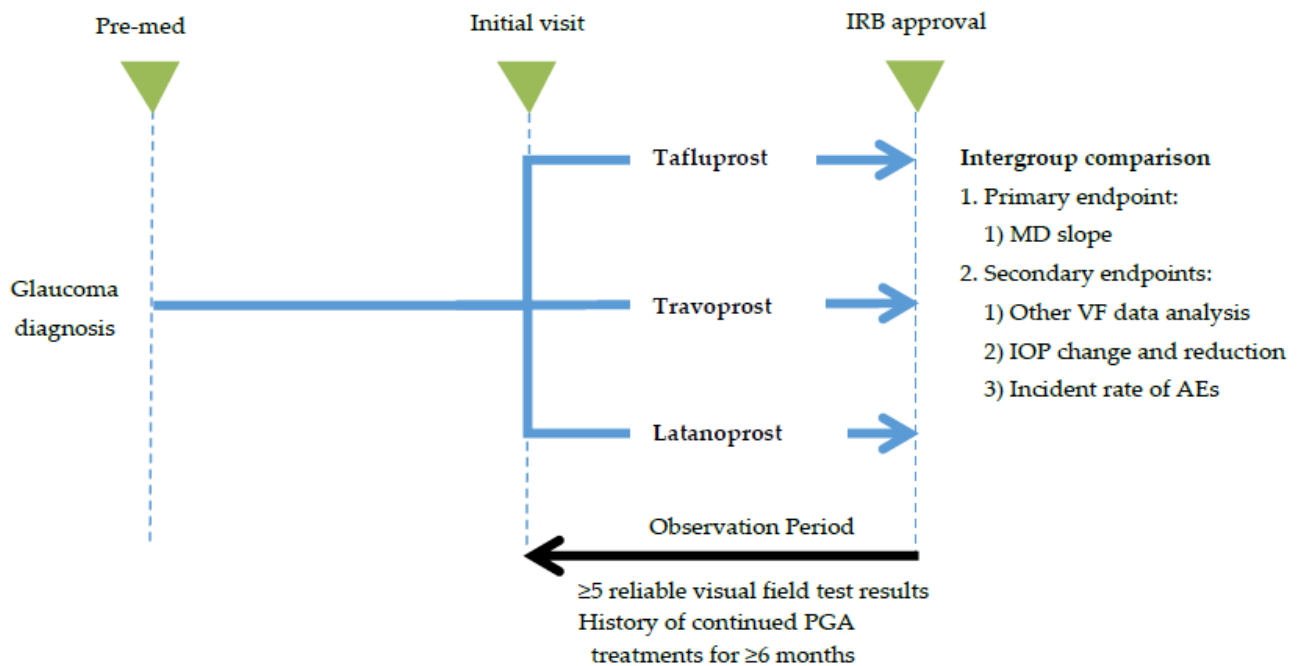 Pre-med
Initial visit
IRB approval
Glaucoma
diagnosis
Tafluprost
Travoprost
Latanoprost
Intergroup comparison
1. Primary endpoint:
1) MD slope
2. Secondary endpoints:
1) Other VF data analysis
2) IOP change and reduction
3) Incident rate of AEs
Observation Period
≥5 reliable visual field test results
History of continued PGA
treatments for ≥6 months